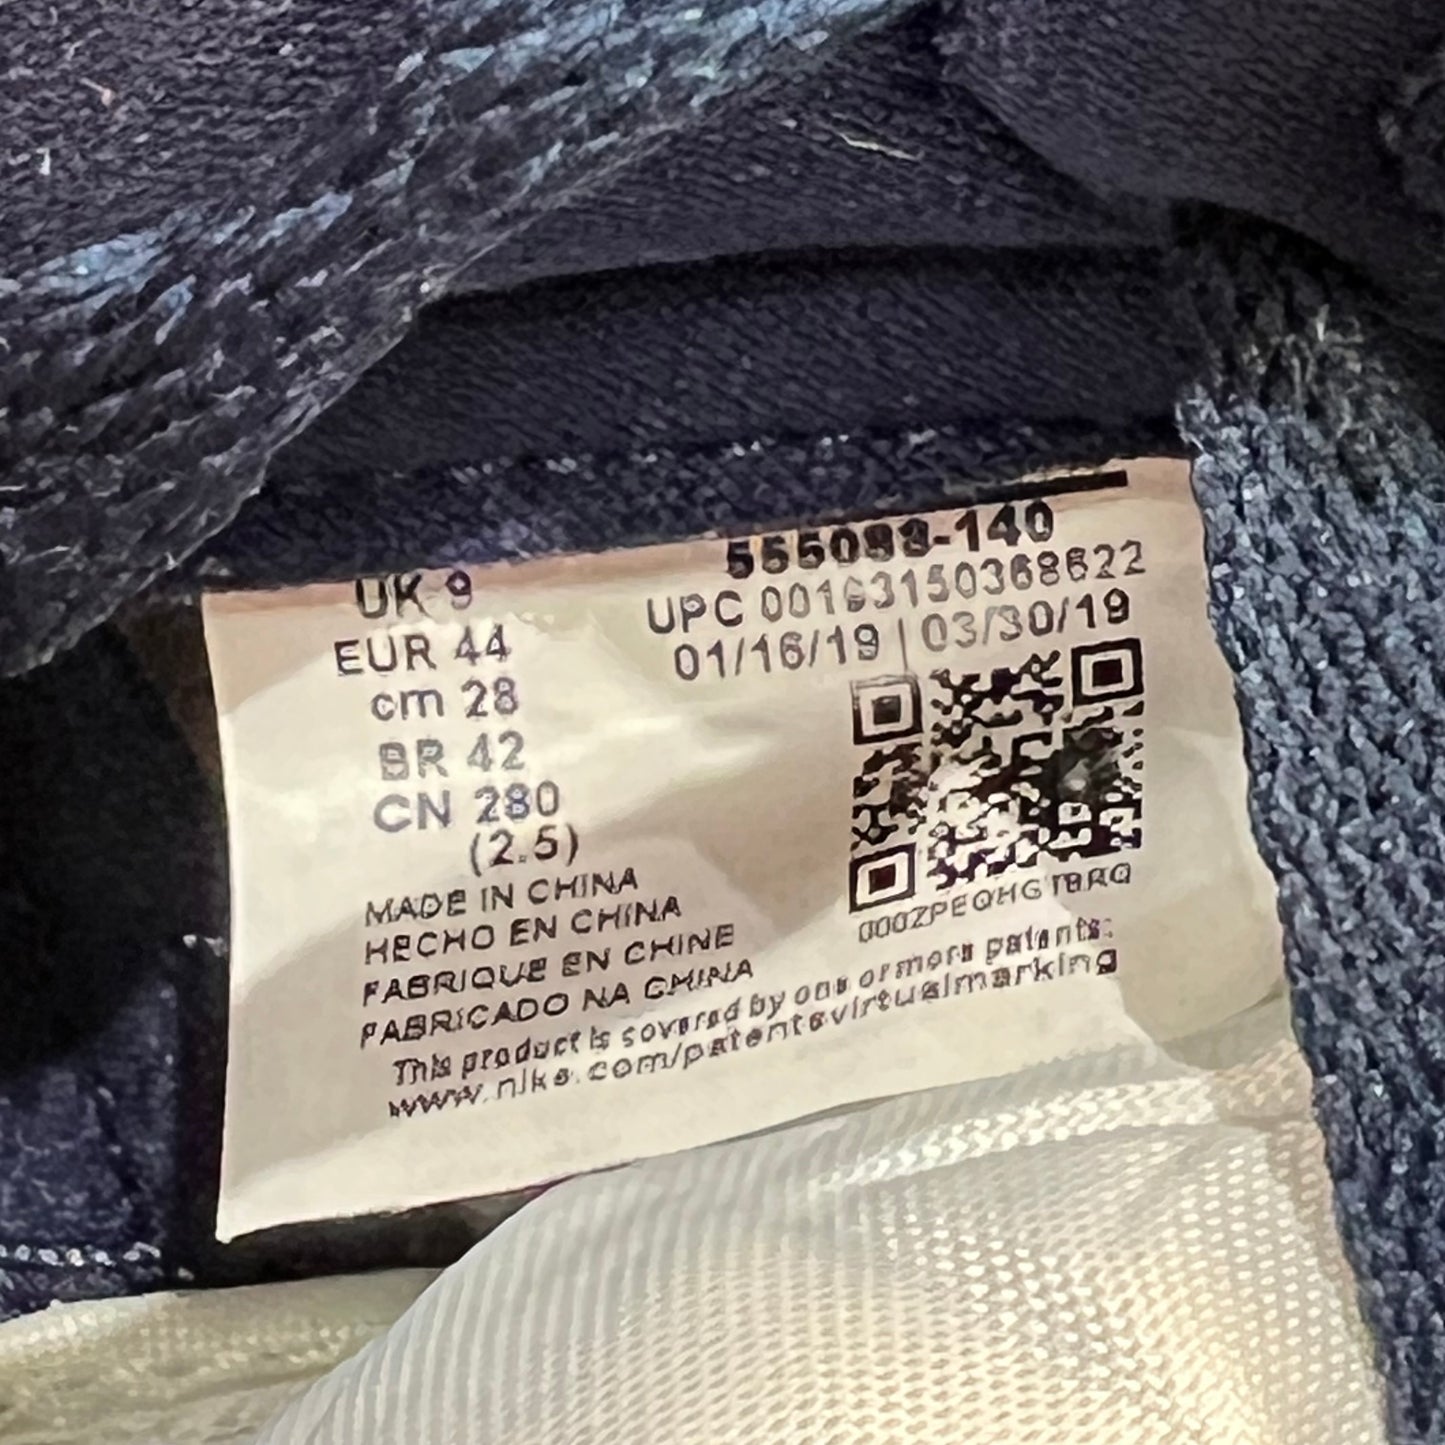 UK 9
EUR 44
cm 28
BR 42
CN 280
(2.5)
555088-140
UPC 00193150368622
01/16/19 | 03/30/19
MADE IN CHINA
HECHO EN CHINA
FABRIQUE EN CHINE
FABRICADO NA CHINA
This product is covered by one or more patents:
www.nike.com/patentsvirtualmarking